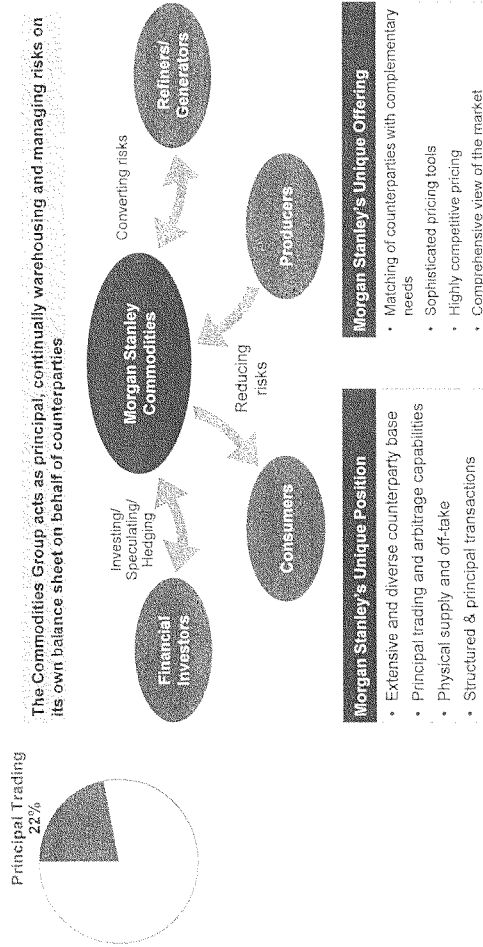 Principal Trading
22%
The Commodities Group acts as principal, continually warehousing and managing risks on
its own balance sheet on behalf of counterparties
Financial
Investors
Investing/
Speculating/
Hedging
Morgan Stanley
Commodities
Converting risks
Refiners/
Generators
Consumers
Reducing
risks
Producers
Morgan Stanley's Unique Position
• Extensive and diverse counterparty base
• Principal trading and arbitrage capabilities
• Physical supply and off-take
• Structured & principal transactions
Morgan Stanley's Unique Offering
• Matching of counterparties with complementary
needs
• Sophisticated pricing tools
• Highly competitive pricing
• Comprehensive view of the market